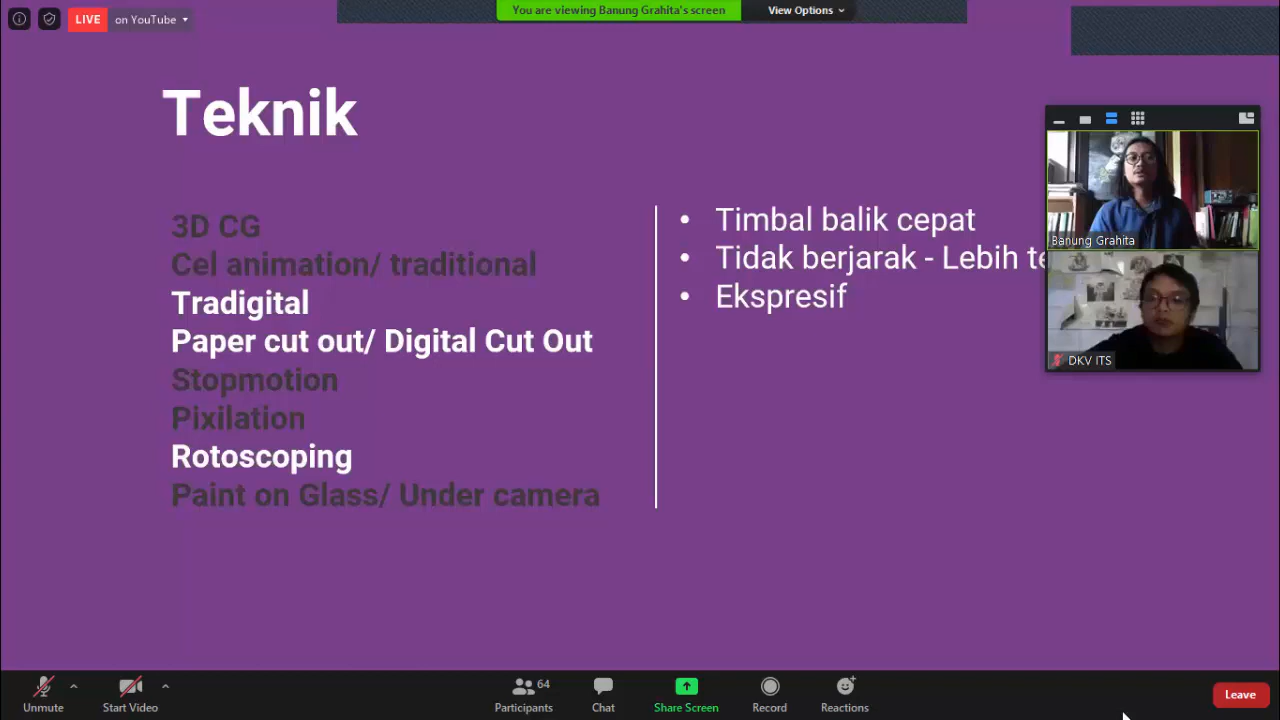 LIVE on YouTube
You are viewing Banung Grahita's screen View Options
Teknik
3D CG
Cel animation/ traditional
Tradigital
Paper cut out/ Digital Cut Out
Stopmotion
Pixilation
Rotoscoping
Paint on Glass/ Under camera
• Timbal balik cepat
• Tidak berjarak - Lebih
• Ekspresif
Banung Grahita
DKV ITS
Unmute
Start Video
64
Participants
Chat
Share Screen
Record
Reactions
Leave